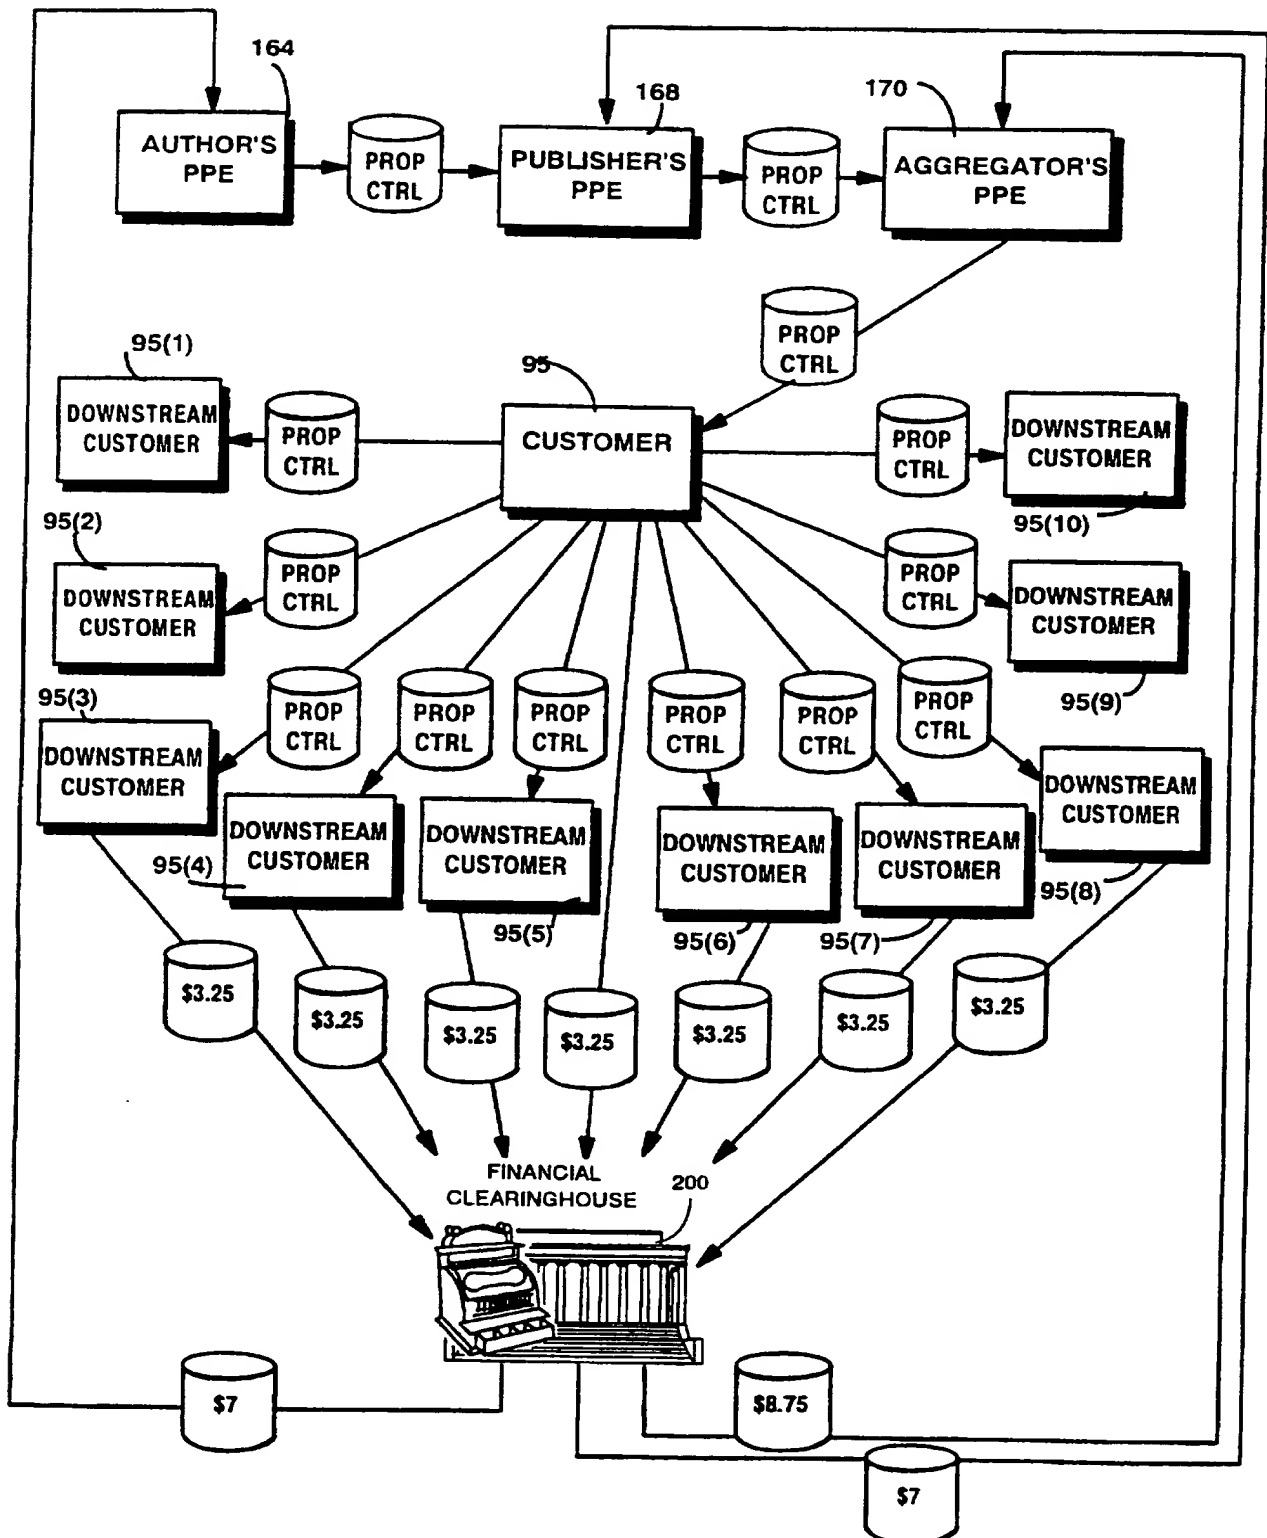 164
168
170
AUTHOR'S
PPE
PROP
CTRL
PUBLISHER'S
PPE
PROP
CTRL
AGGREGATOR'S
PPE
PROP
CTRL
95(1)
95
DOWNSTREAM
CUSTOMER
PROP
CTRL
CUSTOMER
PROP
CTRL
DOWNSTREAM
CUSTOMER
95(10)
95(2)
DOWNSTREAM
CUSTOMER
PROP
CTRL
PROP
CTRL
DOWNSTREAM
CUSTOMER
95(9)
95(3)
DOWNSTREAM
CUSTOMER
PROP
CTRL
PROP
CTRL
PROP
CTRL
PROP
CTRL
PROP
CTRL
PROP
CTRL
DOWNSTREAM
CUSTOMER
95(8)
DOWNSTREAM
CUSTOMER
95(4)
DOWNSTREAM
CUSTOMER
95(5)
DOWNSTREAM
CUSTOMER
95(6)
DOWNSTREAM
CUSTOMER
95(7)
$3.25
$3.25
$3.25
$3.25
$3.25
$3.25
$3.25
FINANCIAL
CLEARINGHOUSE
200
$7
$8.75
$7